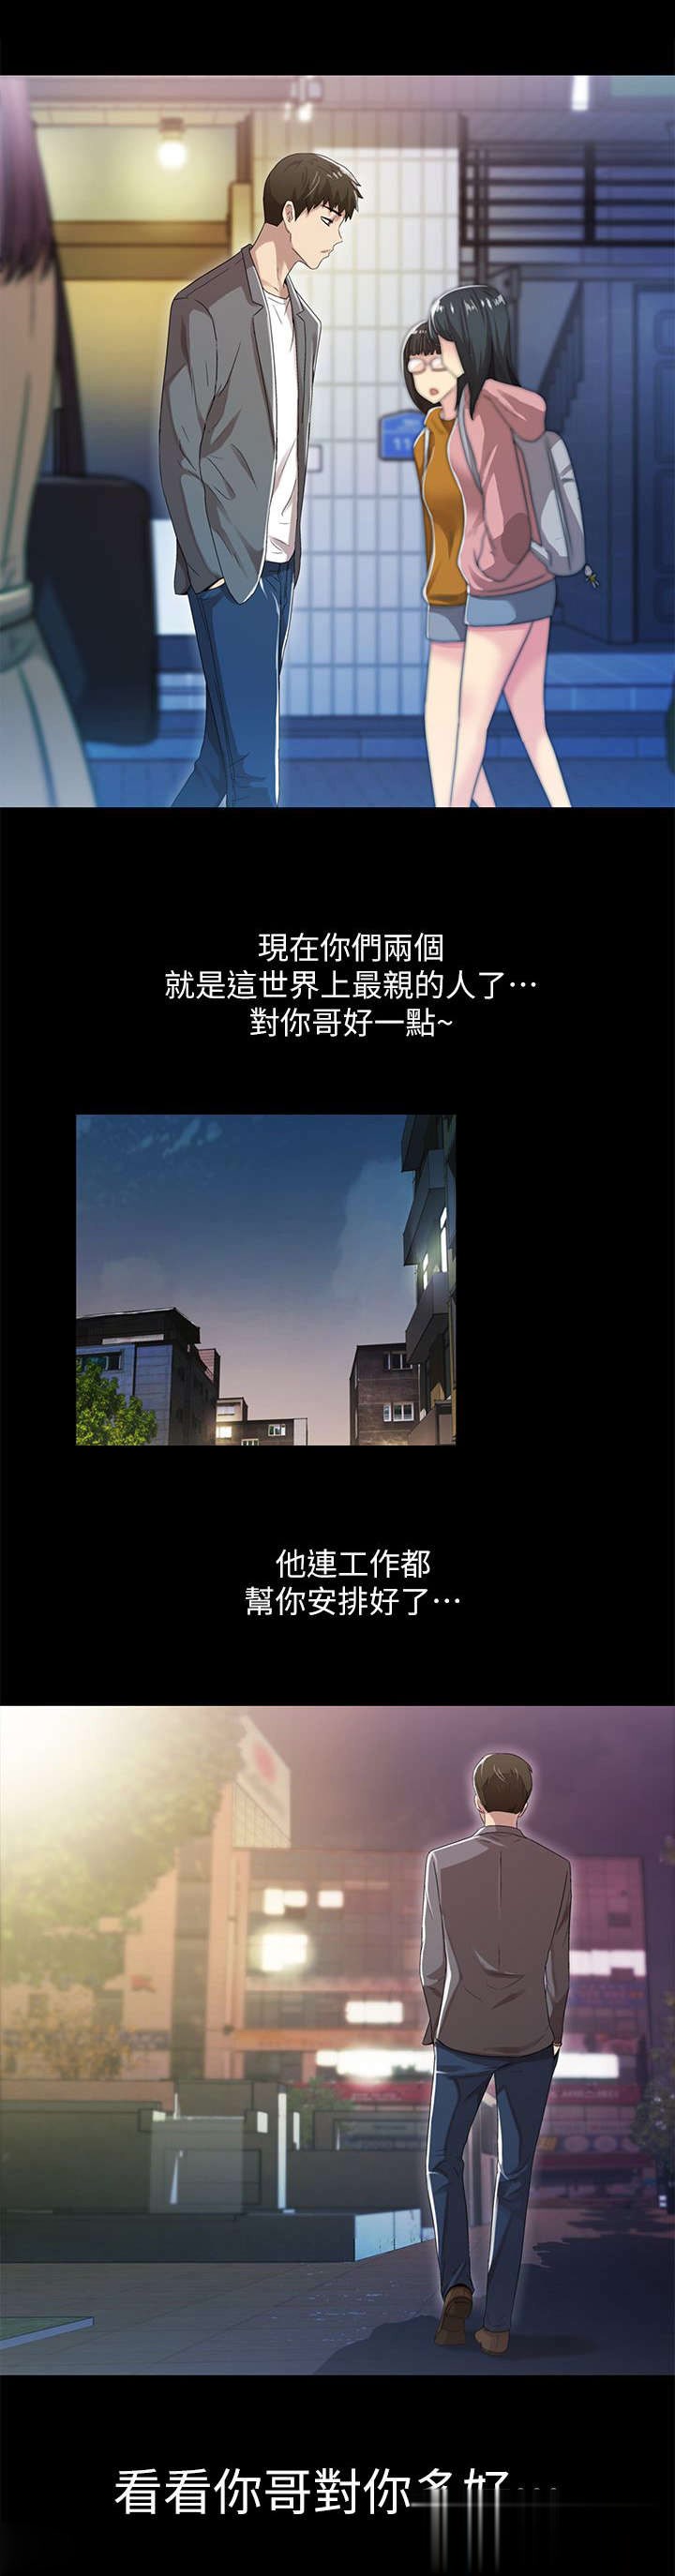 11
現在你們兩個
就是這世界上最親的人了…
對你哥好一點~
他連工作都
幫你安排好了…
看看你哥對你多好…